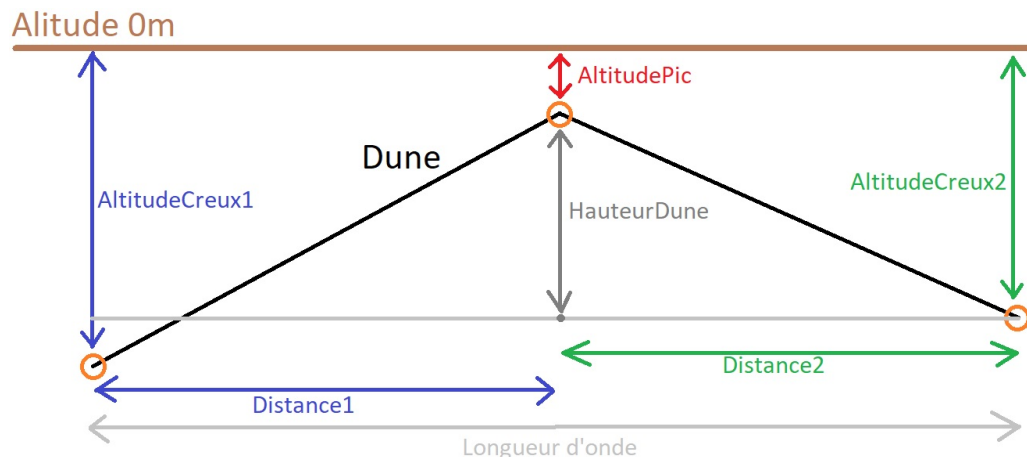 Alitude 0m
AltitudePic
Dune
AltitudeCreux1
AltitudeCreux2
HauteurDune
Distance2
Distance1
Longueur d'onde